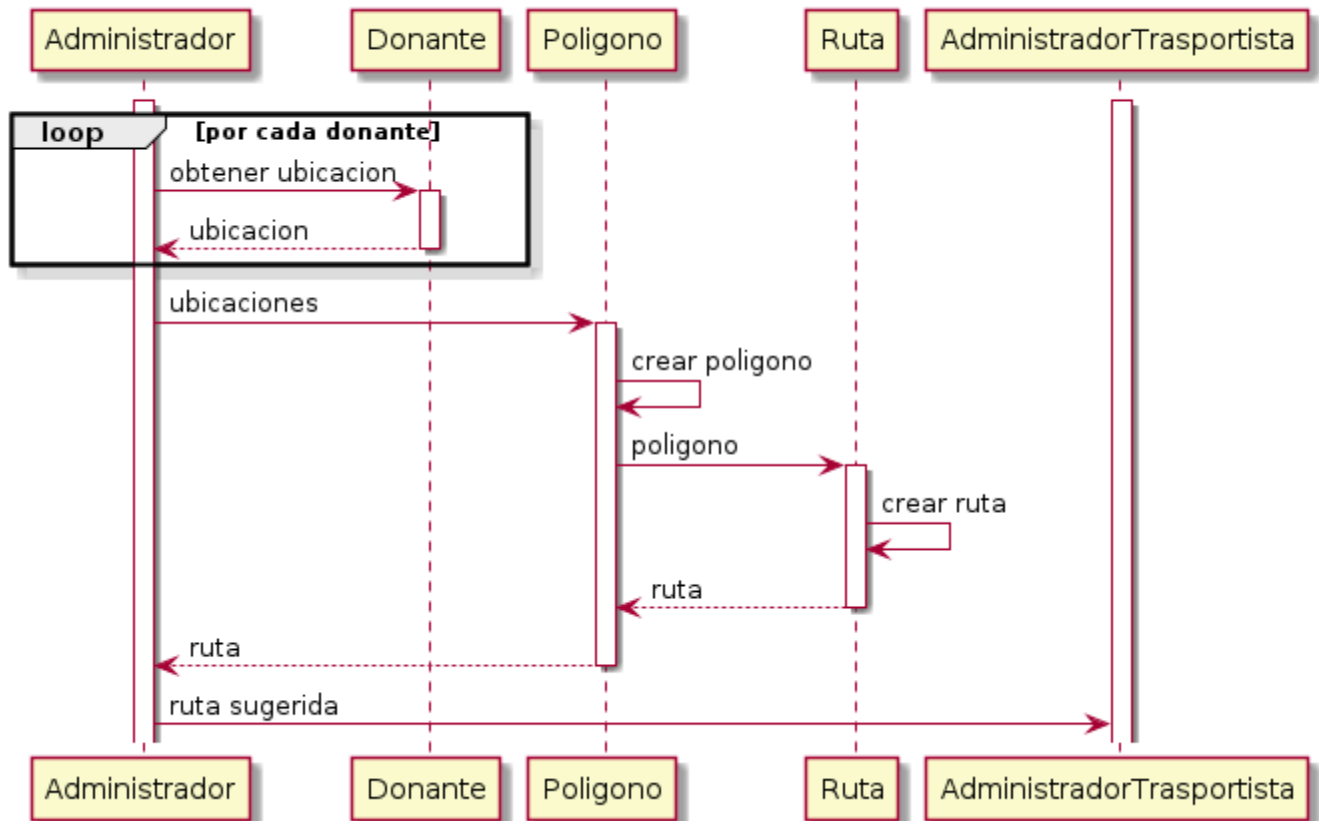 Administrador Donante Poligono Ruta AdministradorTrasportista
loop [por cada donante]
obtener ubicacion
ubicacion
ubicaciones
crear poligono
poligono
crear ruta
ruta
ruta
ruta sugerida
Administrador Donante Poligono Ruta AdministradorTrasportista